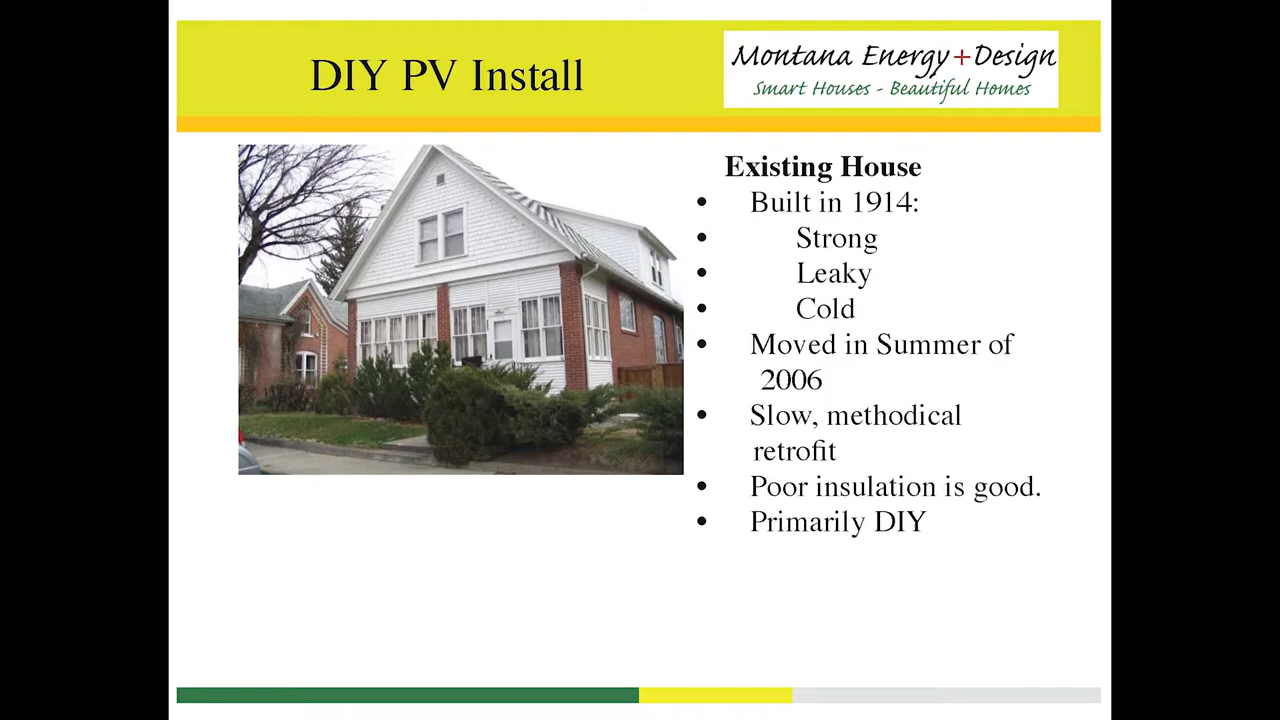 DIY PV Install
Montana Energy+Design
Smart Houses - Beautiful Homes
Existing House
• Built in 1914:
• Strong
• Leaky
• Cold
• Moved in Summer of
2006
• Slow, methodical
retrofit
• Poor insulation is good.
• Primarily DIY